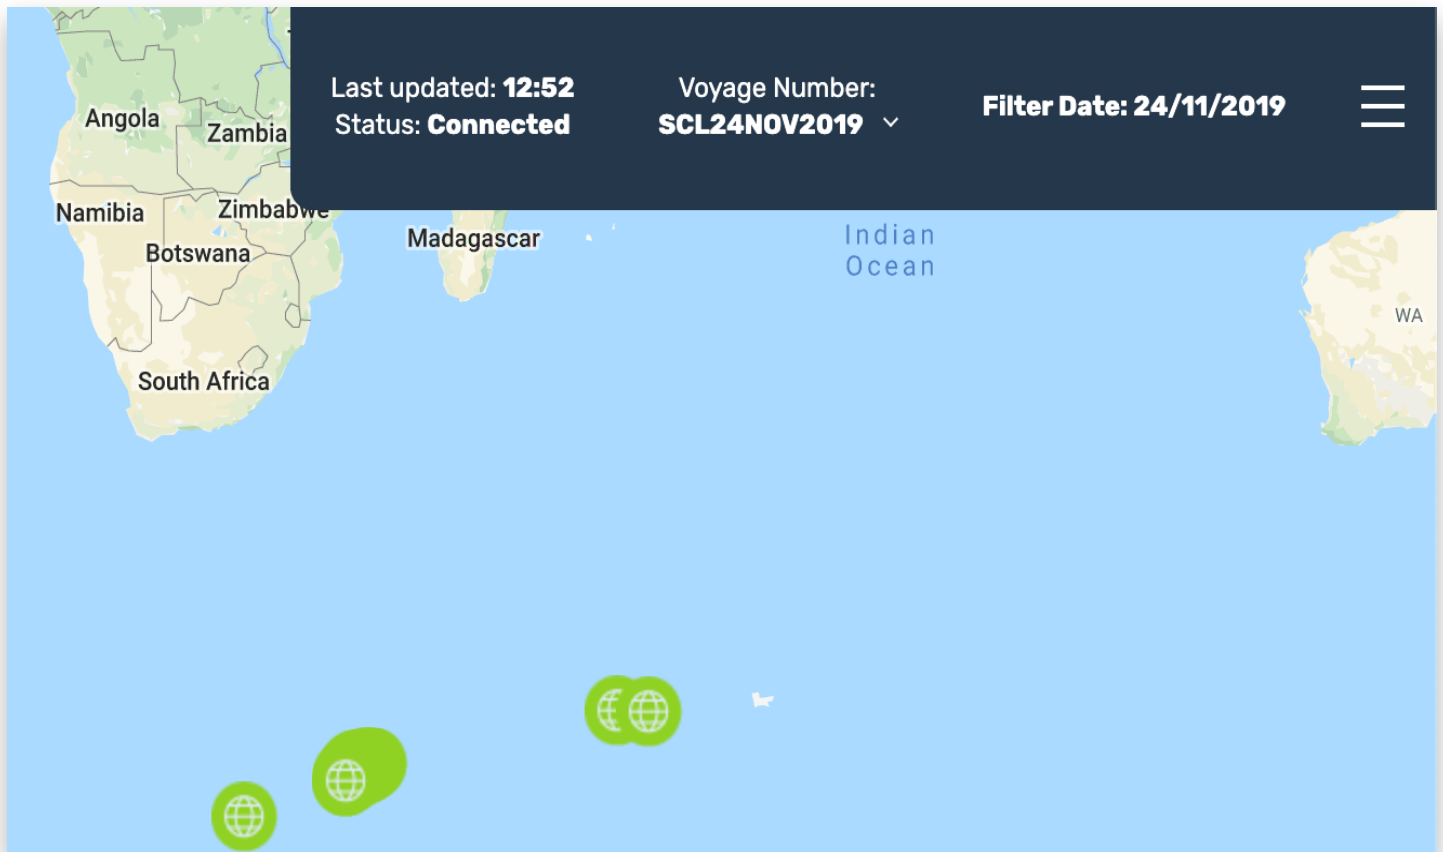 Last updated: 12:52
Status: Connected
Voyage Number:
SCL24NOV2019
Filter Date: 24/11/2019
Angola
Zambia
Namibia
Zimbabwe
Botswana
Madagascar
Indian
Ocean
WA
South Africa